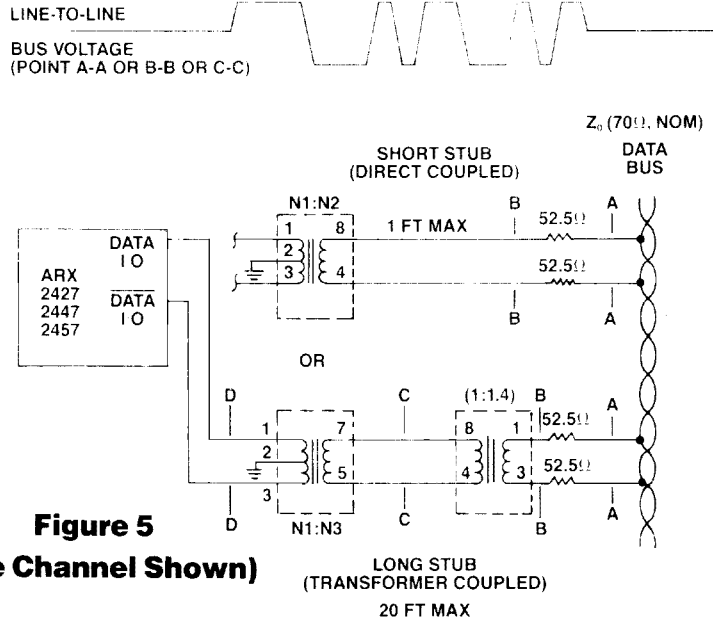 LINE-TO-LINE
BUS VOLTAGE
(POINT A-A OR B-B OR C-C)
Z₀ (70Ω, NOM)
DATA
BUS
SHORT STUB
(DIRECT COUPLED)
N1:N2
1 8
2
3 4
1 FT MAX
B A
52.5Ω
52.5Ω
B A
DATA
I O
ARX
2427
2447
2457
DATA
I O
OR
D C (1:1.4) B A
1 7 8 1 52.5Ω
2
3 5 4 3 52.5Ω
D N1:N3 C B A
Figure 5
e Channel Shown)
LONG STUB
(TRANSFORMER COUPLED)
20 FT MAX